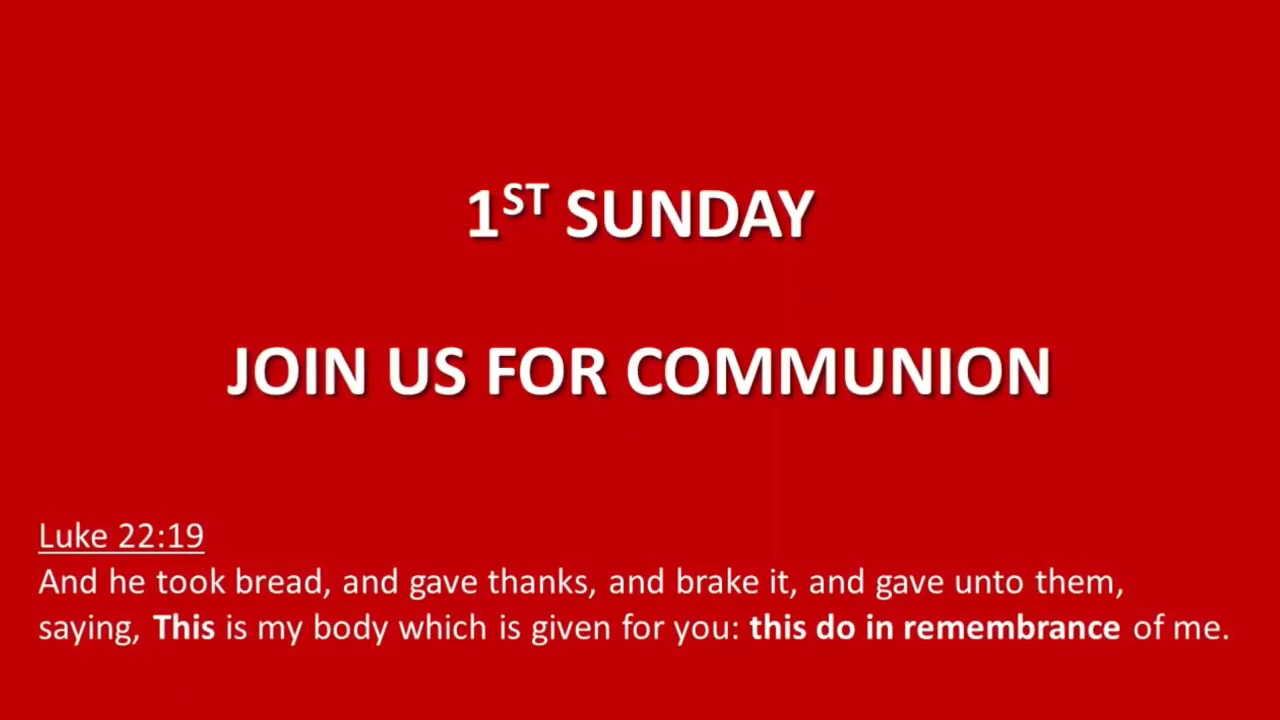 1ST SUNDAY
JOIN US FOR COMMUNION
Luke 22:19
And he took bread, and gave thanks, and brake it, and gave unto them,
saying, This is my body which is given for you: this do in remembrance of me.